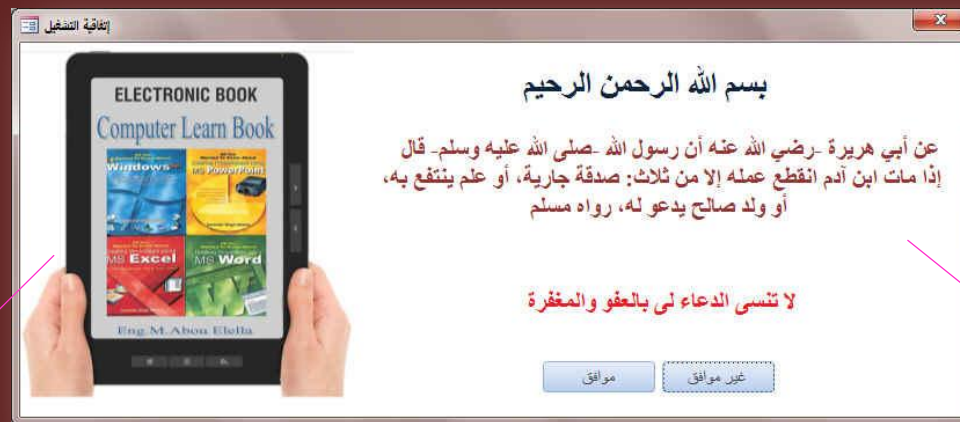 إتفاقية التشغيل
ELECTRONIC BOOK
Computer Learn Book
Windows
MS PowerPoint
MS Excel
MS Word
Eng.M.Abou Elella
بسم الله الرحمن الرحيم
عن أبي هريرة -رضي الله عنه أن رسول الله -صلى الله عليه وسلم- قال
إذا مات ابن آدم انقطع عمله إلا من ثلاث: صدقة جارية، أو علم ينتفع به،
أو ولد صالح يدعو له، رواه مسلم
لا تنسى الدعاء لى بالعفو والمغفرة
غير موافق
موافق